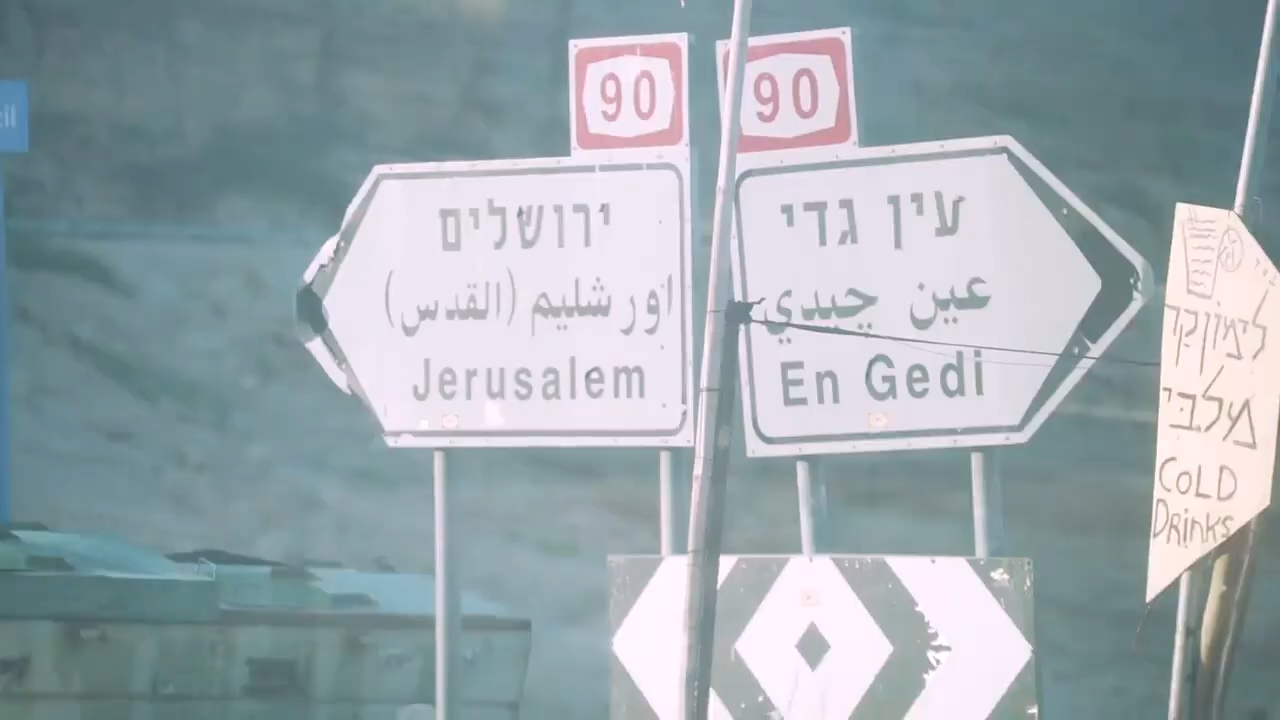 90
ירושלים
اورشليم (القدس)
Jerusalem
90
עין גדי
عين جيدي
En Gedi
COLD
Drinks